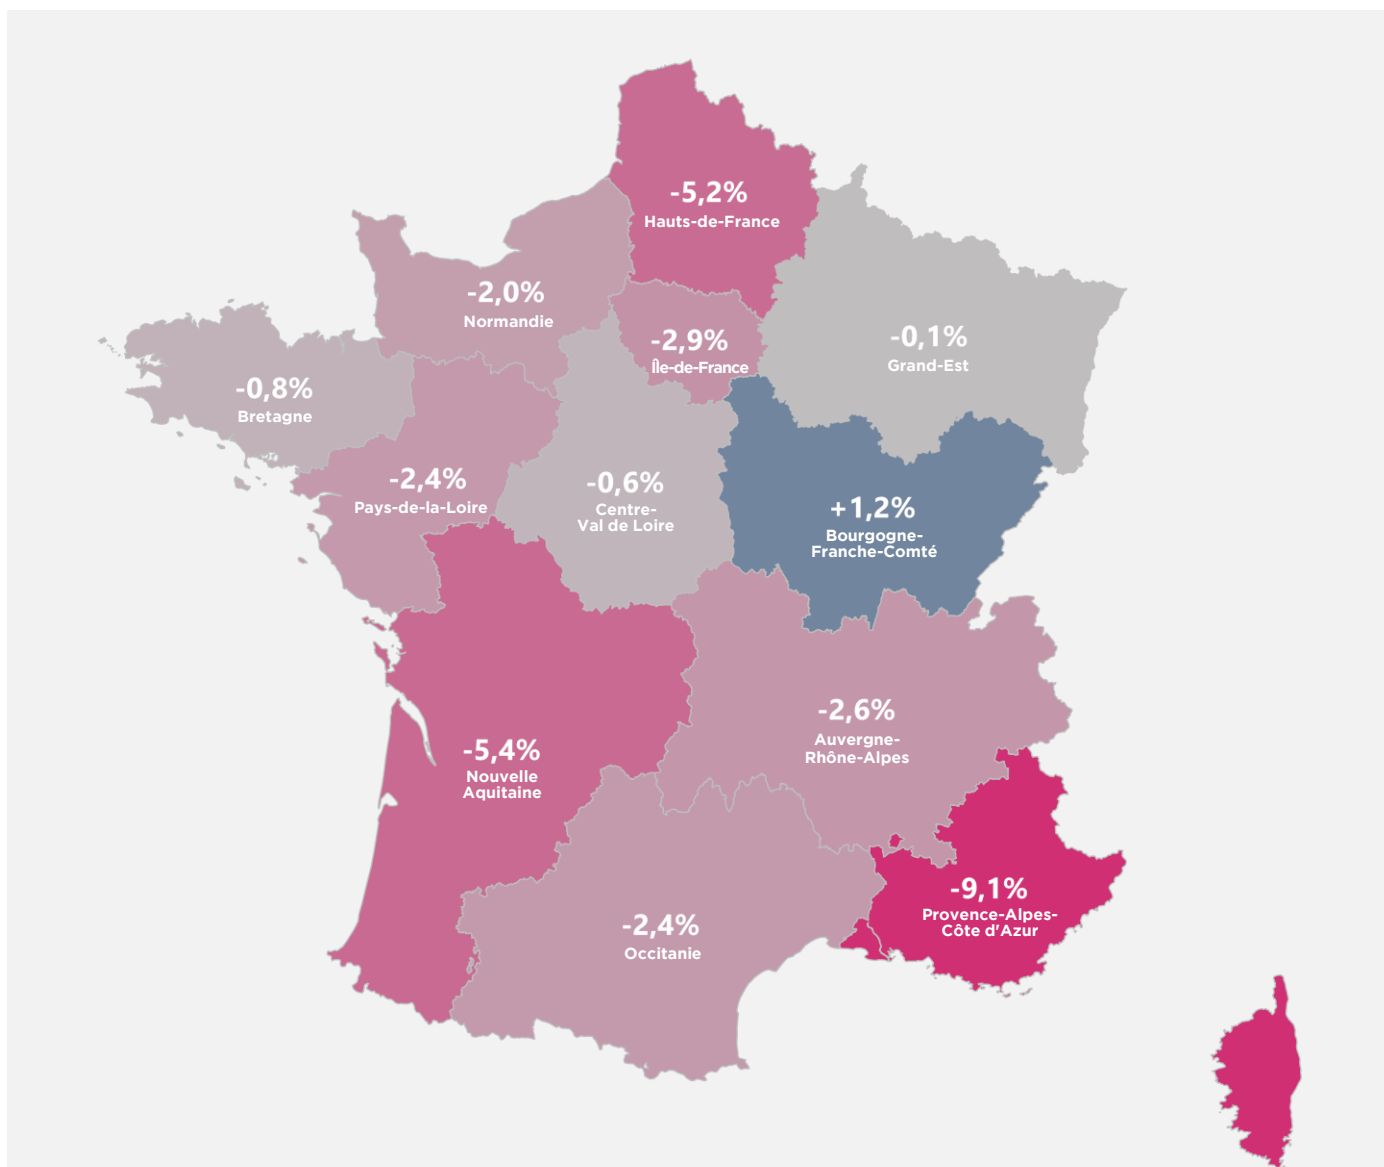 -5,2%
Hauts-de-France
-2,0%
Normandie
-2,9%
Île-de-France
-0,1%
Grand-Est
-0,8%
Bretagne
-2,4%
Pays-de-la-Loire
-0,6%
Centre-
Val de Loire
+1,2%
Bourgogne-
Franche-Comté
-2,6%
Auvergne-
Rhône-Alpes
-5,4%
Nouvelle
Aquitaine
-9,1%
Provence-Alpes-
Côte d'Azur
-2,4%
Occitanie